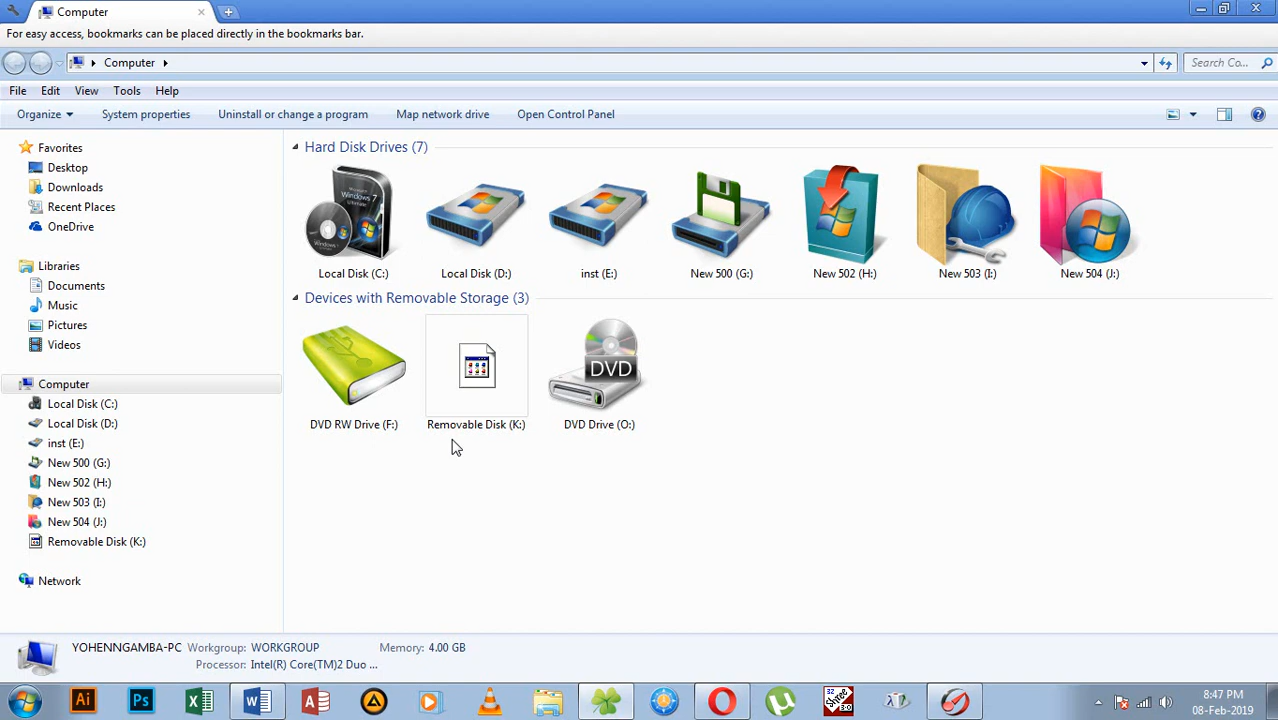 Computer
For easy access, bookmarks can be placed directly in the bookmarks bar.
Computer
Search Co...
File Edit View Tools Help
Organize System properties Uninstall or change a program Map network drive Open Control Panel
Favorites
Desktop
Downloads
Recent Places
OneDrive
Libraries
Documents
Music
Pictures
Videos
Computer
Local Disk (C:)
Local Disk (D:)
inst (E:)
New 500 (G:)
New 502 (H:)
New 503 (I:)
New 504 (J:)
Removable Disk (K:)
Network
Hard Disk Drives (7)
Local Disk (C:) Local Disk (D:) inst (E:) New 500 (G:) New 502 (H:) New 503 (I:) New 504 (J:)
Devices with Removable Storage (3)
DVD
DVD RW Drive (F:) Removable Disk (K:) DVD Drive (O:)
YOHENNGAMBA-PC Workgroup: WORKGROUP Memory: 4.00 GB
Processor: Intel(R) Core(TM)2 Duo ...
Ai Ps
8:47 PM
08-Feb-2019